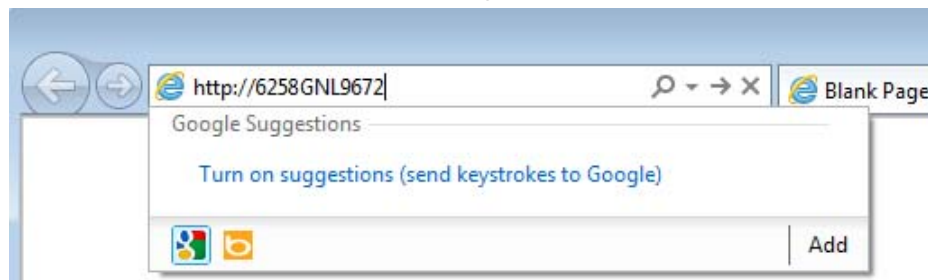 http://6258GNL9672
Blank Page
Google Suggestions
Turn on suggestions (send keystrokes to Google)
Add